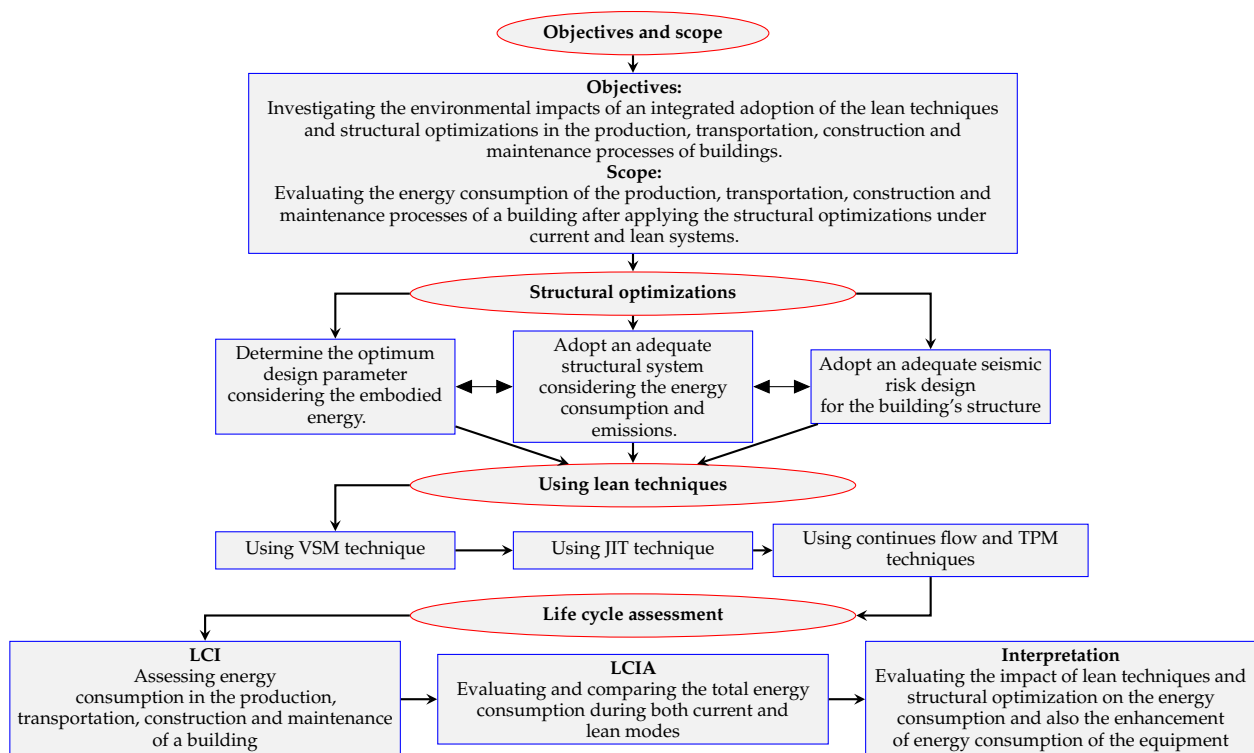 Objectives and scope
Objectives:
Investigating the environmental impacts of an integrated adoption of the lean techniques
and structural optimizations in the production, transportation, construction and
maintenance processes of buildings.
Scope:
Evaluating the energy consumption of the production, transportation, construction and
maintenance processes of a building after applying the structural optimizations under
current and lean systems.
Structural optimizations
Determine the optimum
design parameter
considering the embodied
energy.
Adopt an adequate
structural system
considering the energy
consumption and
emissions.
Adopt an adequate seismic
risk design
for the building’s structure
Using lean techniques
Using VSM technique
Using JIT technique
Using continues flow and TPM
techniques
Life cycle assessment
LCI
Assessing energy
consumption in the production,
transportation, construction and maintenance
of a building
LCIA
Evaluating and comparing the total energy
consumption during both current and
lean modes
Interpretation
Evaluating the impact of lean techniques and
structural optimization on the energy
consumption and also the enhancement
of energy consumption of the equipment